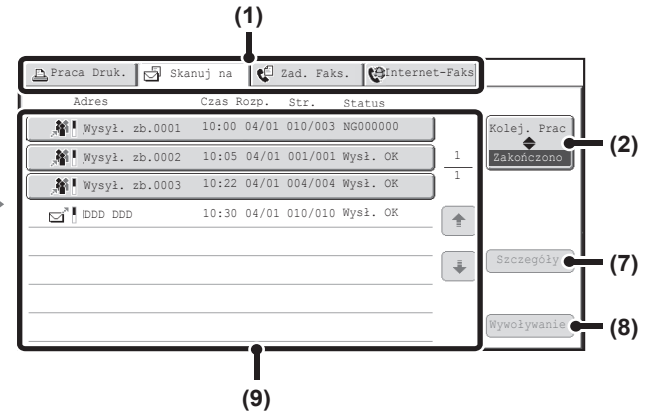 (1)
Praca Druk. Skanuj na Zad. Faks. Internet-Faks
Adres Czas Rozp. Str. Status
Wysył. zb.0001 10:00 04/01 010/003 NG000000
Wysył. zb.0002 10:05 04/01 001/001 Wysł. OK
Wysył. zb.0003 10:22 04/01 004/004 Wysł. OK
DDD DDD 10:30 04/01 010/010 Wysł. OK
1
1
Kolej. Prac
Zakończono
(2)
Szczegóły
(7)
Wywoływanie
(8)
(9)